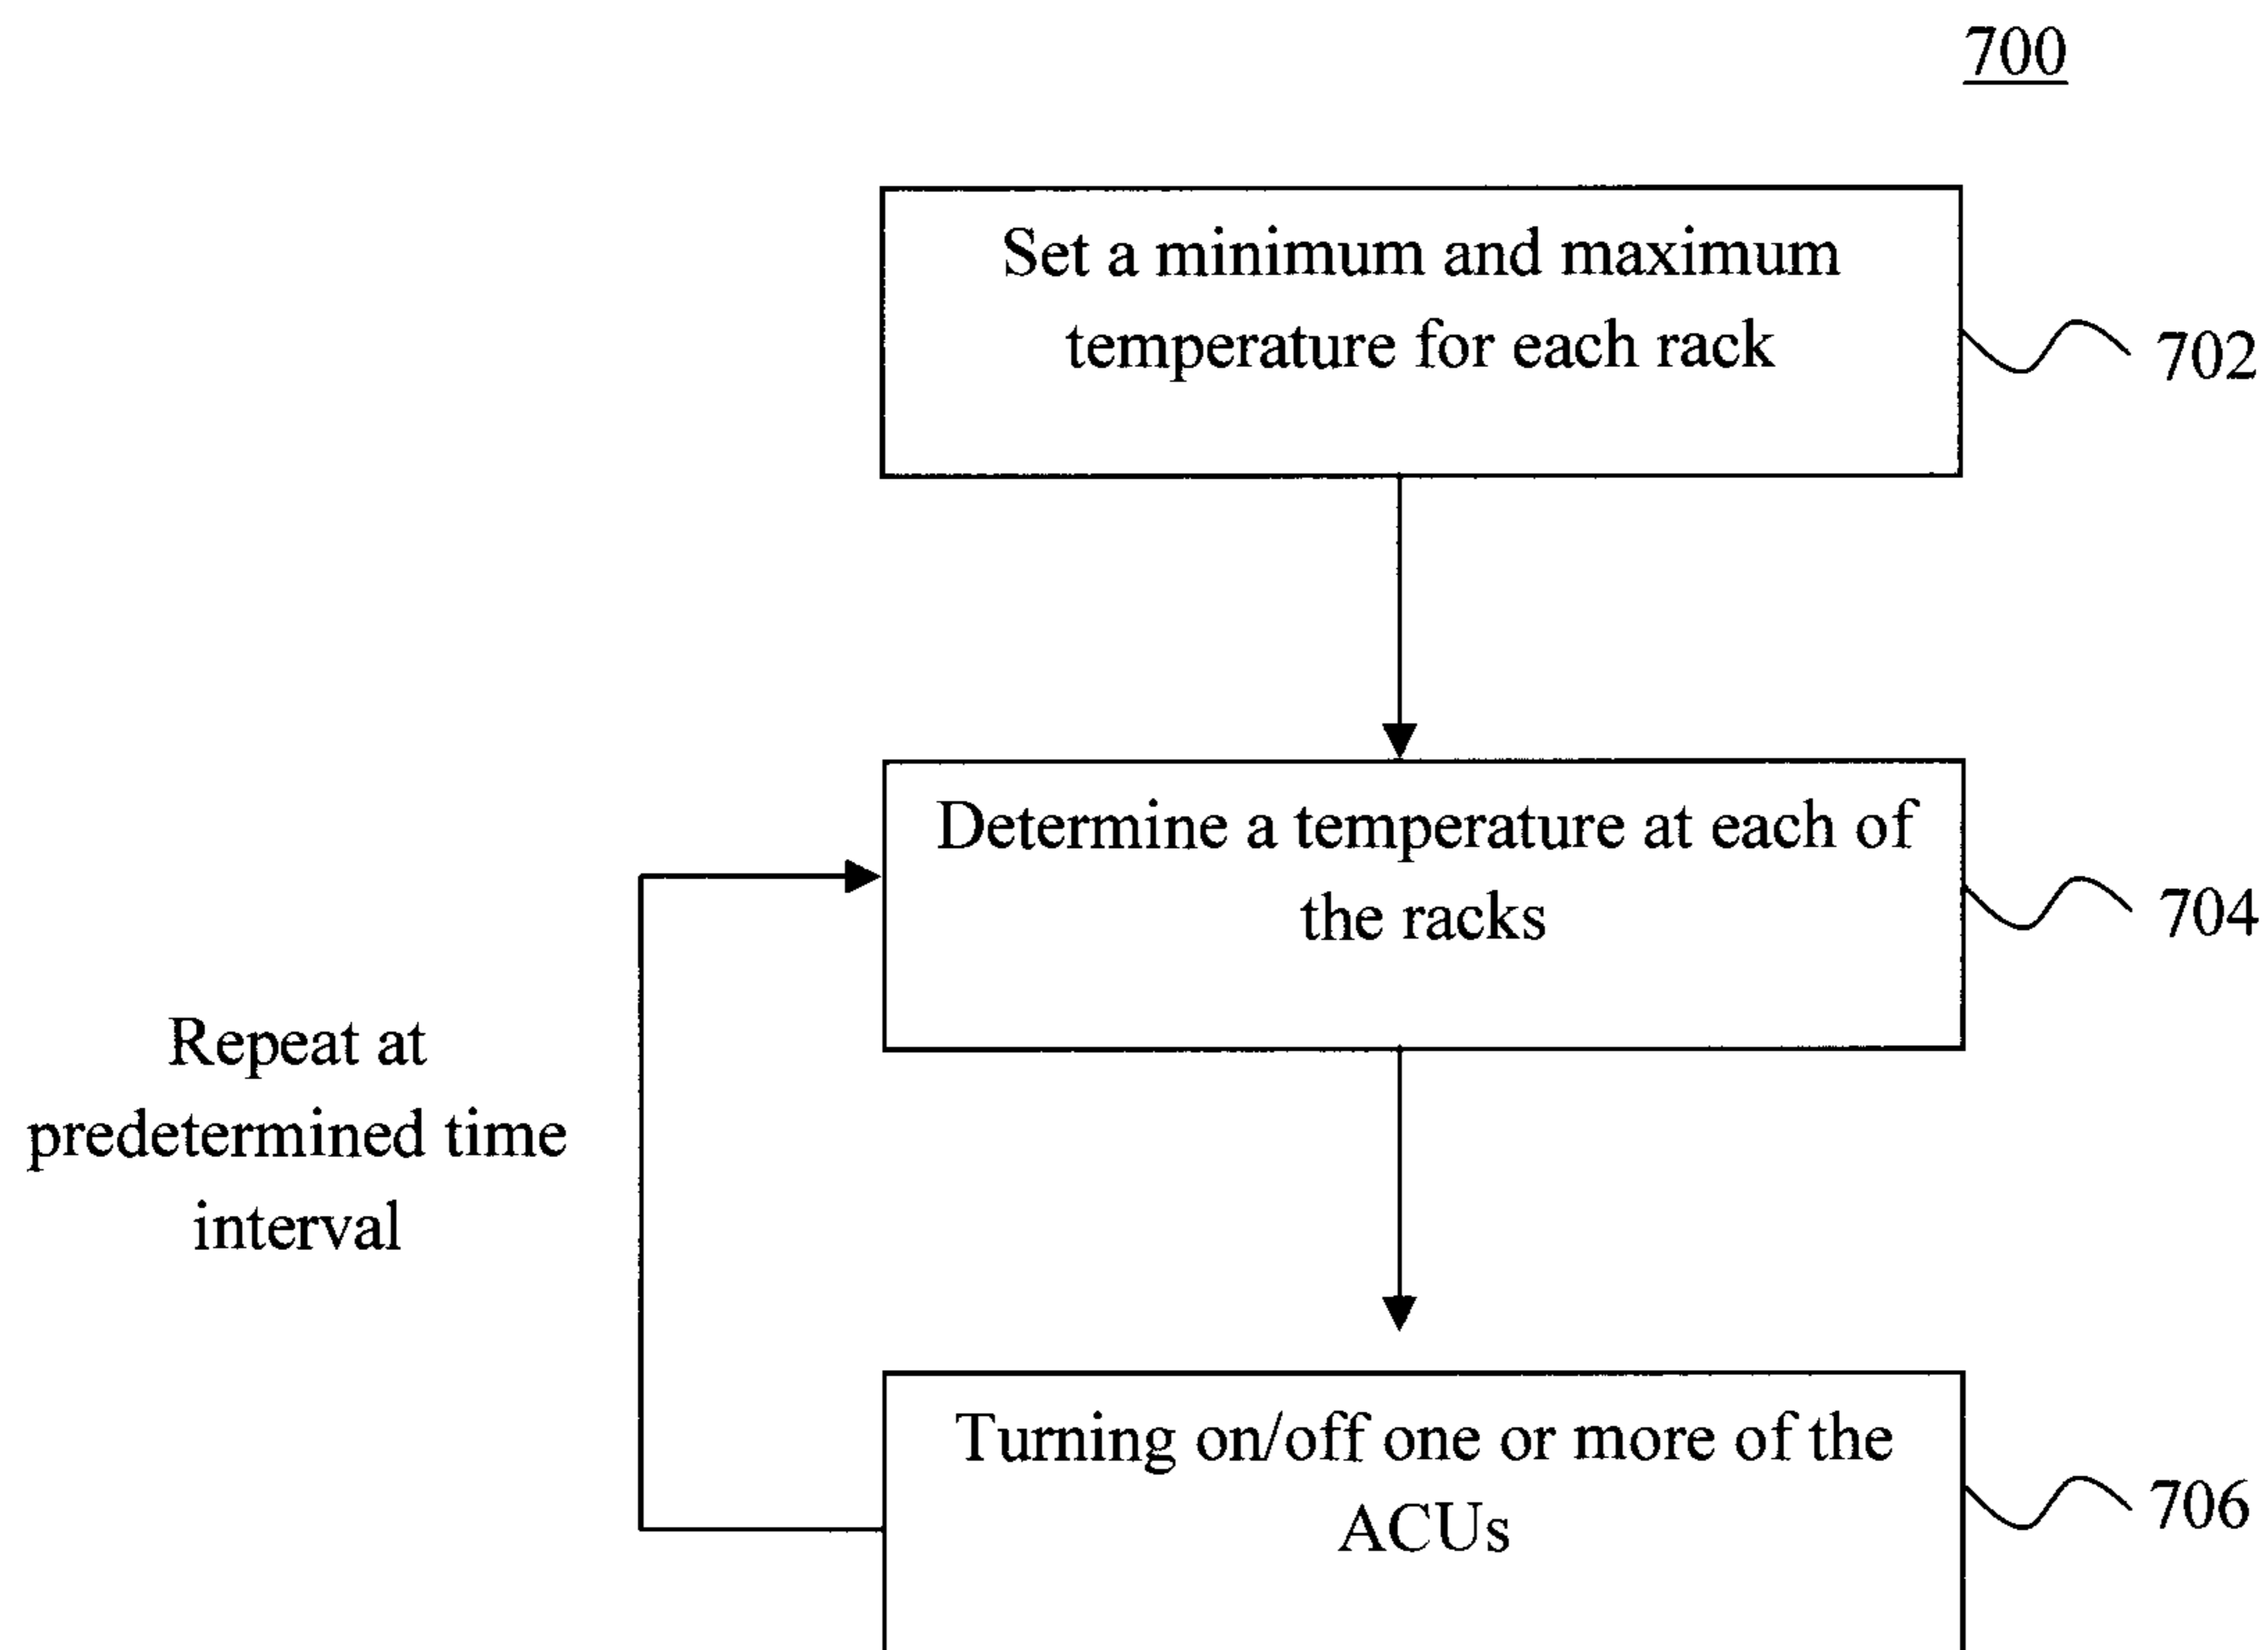 700
Set a minimum and maximum
temperature for each rack
702
Determine a temperature at each of
the racks
704
Repeat at
predetermined time
interval
Turning on/off one or more of the
ACUs
706